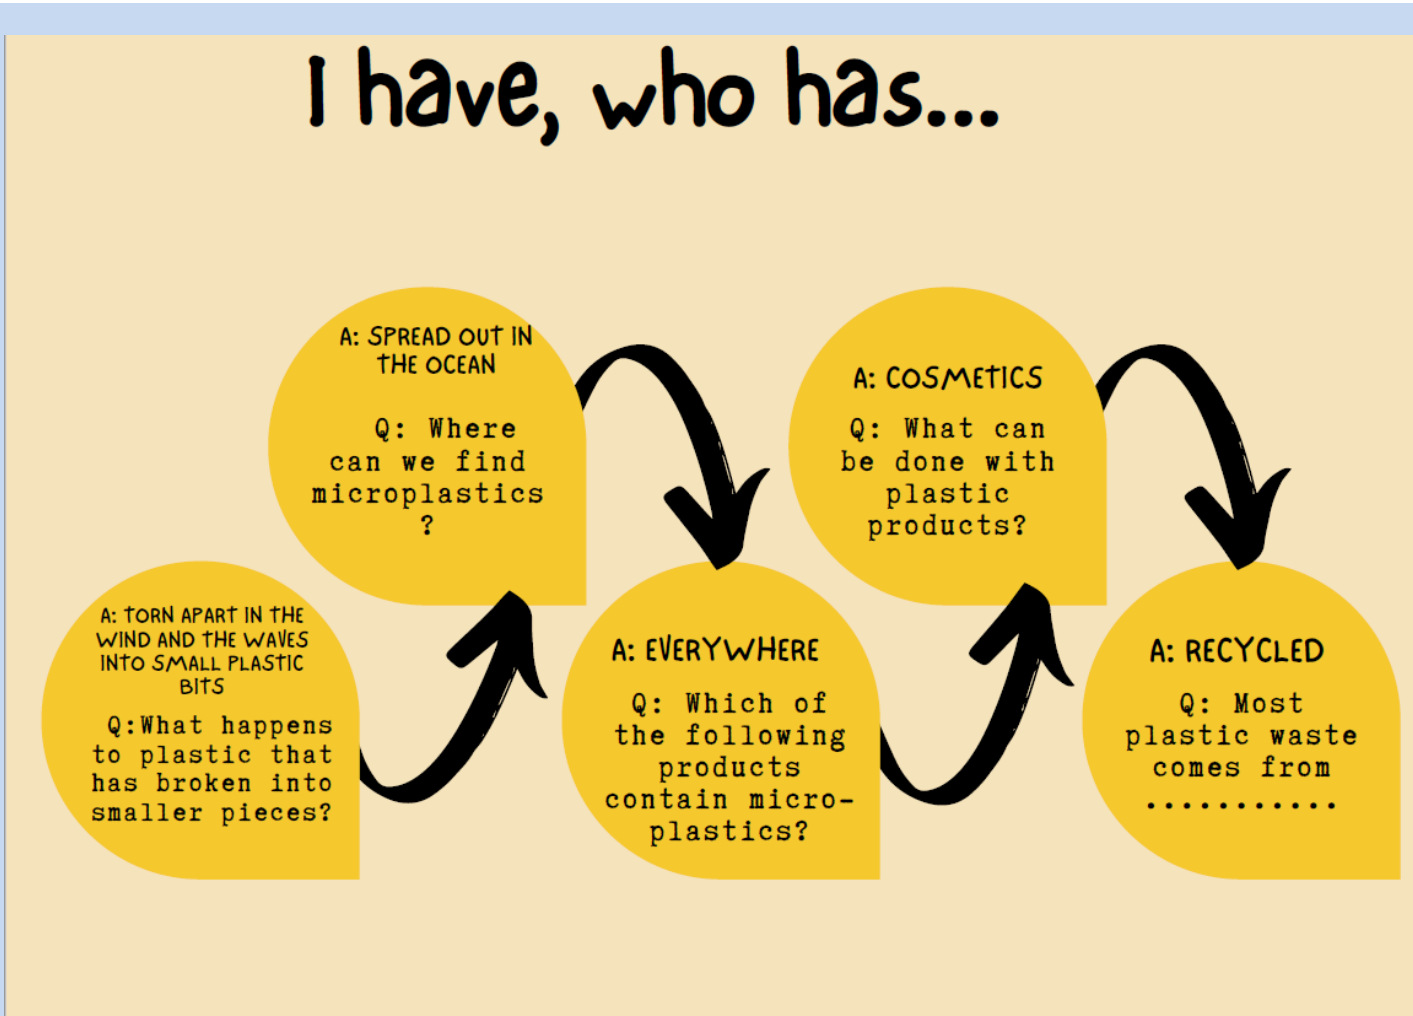 I have, who has...
A: TORN APART IN THE
WIND AND THE WAVES
INTO SMALL PLASTIC
BITS
Q:What happens
to plastic that
has broken into
smaller pieces?
A: SPREAD OUT IN
THE OCEAN
Q: Where
can we find
microplastics
?
A: EVERYWHERE
Q: Which of
the following
products
contain micro-
plastics?
A: COSMETICS
Q: What can
be done with
plastic
products?
A: RECYCLED
Q: Most
plastic waste
comes from
...........